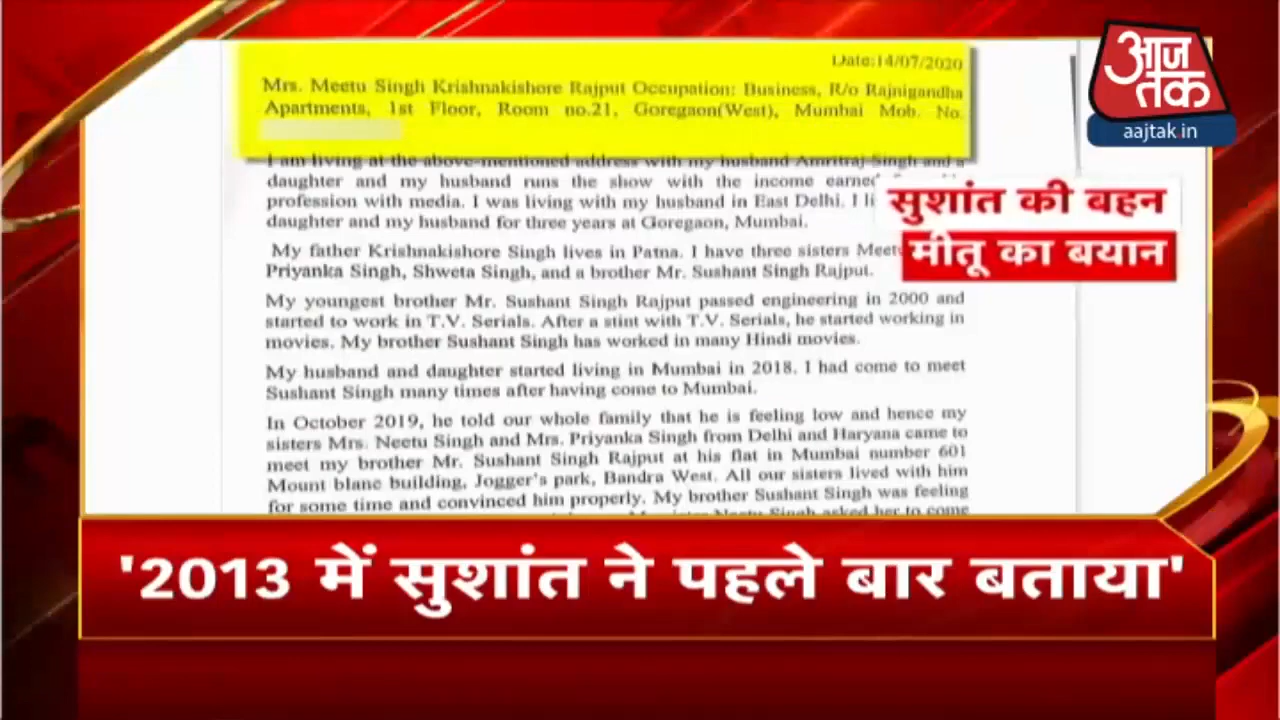 आज
तक
aajtak.in
Date:14/07/2020
Mrs. Meetu Singh Krishnakishore Rajput Occupation: Business, R/o Rajnigandha
Apartments, 1st Floor, Room no.21, Goregaon(West), Mumbai Mob. No.
I am living at the above-mentioned address with my husband Amritraj Singh and a
daughter and my husband runs the show with the income earned
profession with media. I was living with my husband in East Delhi. I
daughter and my husband for three years at Goregaon, Mumbai.
My father Krishnakishore Singh lives in Patna. I have three sisters
Priyanka Singh, Shweta Singh, and a brother Mr. Sushant Singh Rajput.
My youngest brother Mr. Sushant Singh Rajput passed engineering in 2000 and
started to work in T.V. Serials. After a stint with T.V. Serials, he started working in
movies. My brother Sushant Singh has worked in many Hindi movies.
My husband and daughter started living in Mumbai in 2018. I had come to meet
Sushant Singh many times after having come to Mumbai.
In October 2019, he told our whole family that he is feeling low and hence my
sisters Mrs. Neetu Singh and Mrs. Priyanka Singh from Delhi and Haryana came to
meet my brother Mr. Sushant Singh Rajput at his flat in Mumbai number 601
Mount blanc building, Jogger's park, Bandra West. All our sisters lived with him
for some time and convinced him properly. My brother Sushant Singh was feeling
Neetu Singh asked her to come
सुशांत की बहन
मीतू का बयान
'2013 में सुशांत ने पहले बार बताया'